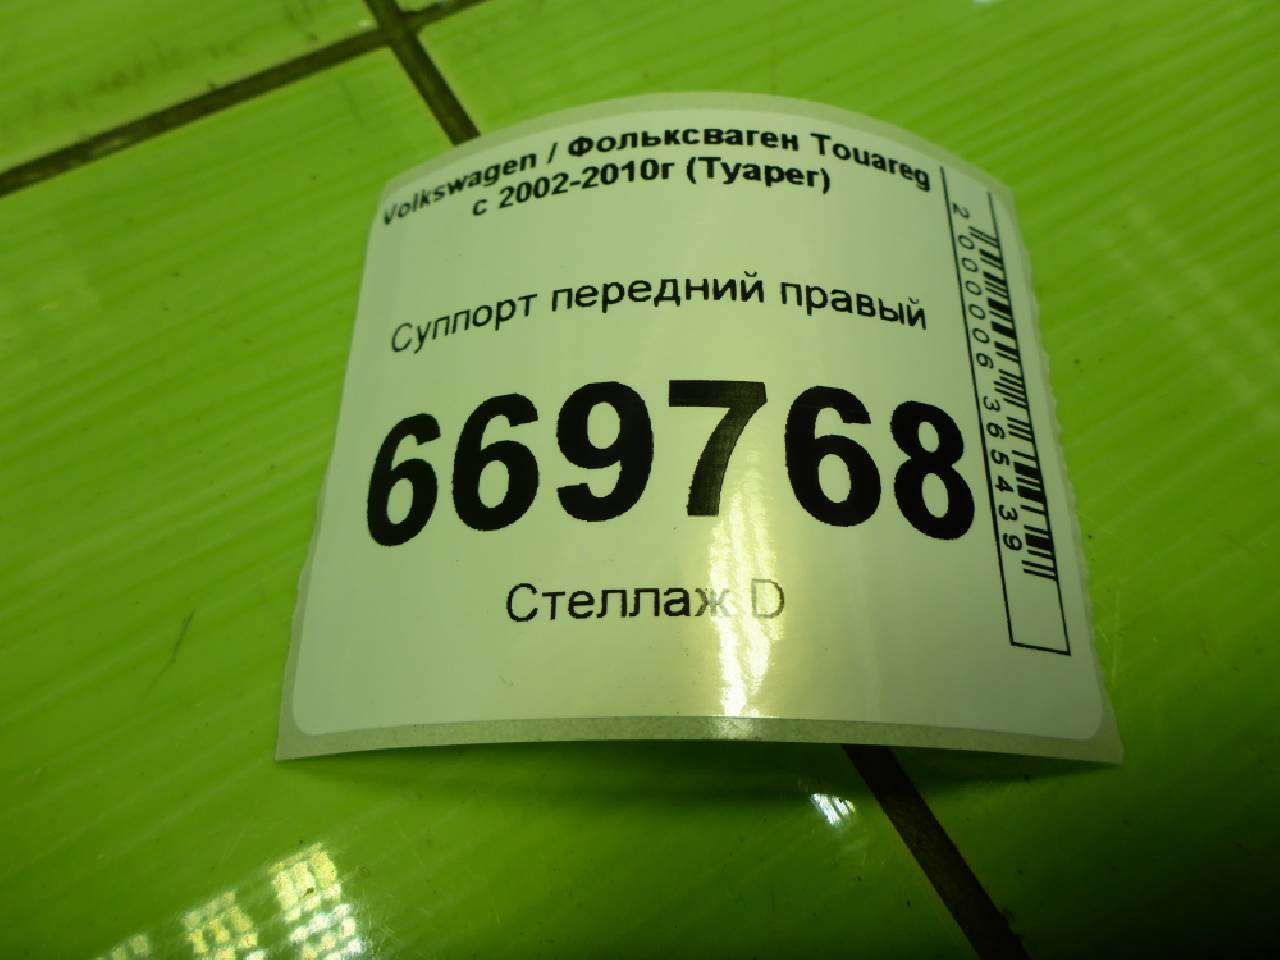 Volkswagen / Фольксваген Touareg
с 2002-2010г (Туарег)
Суппорт передний правый
669768
Стеллаж D
2000006365439